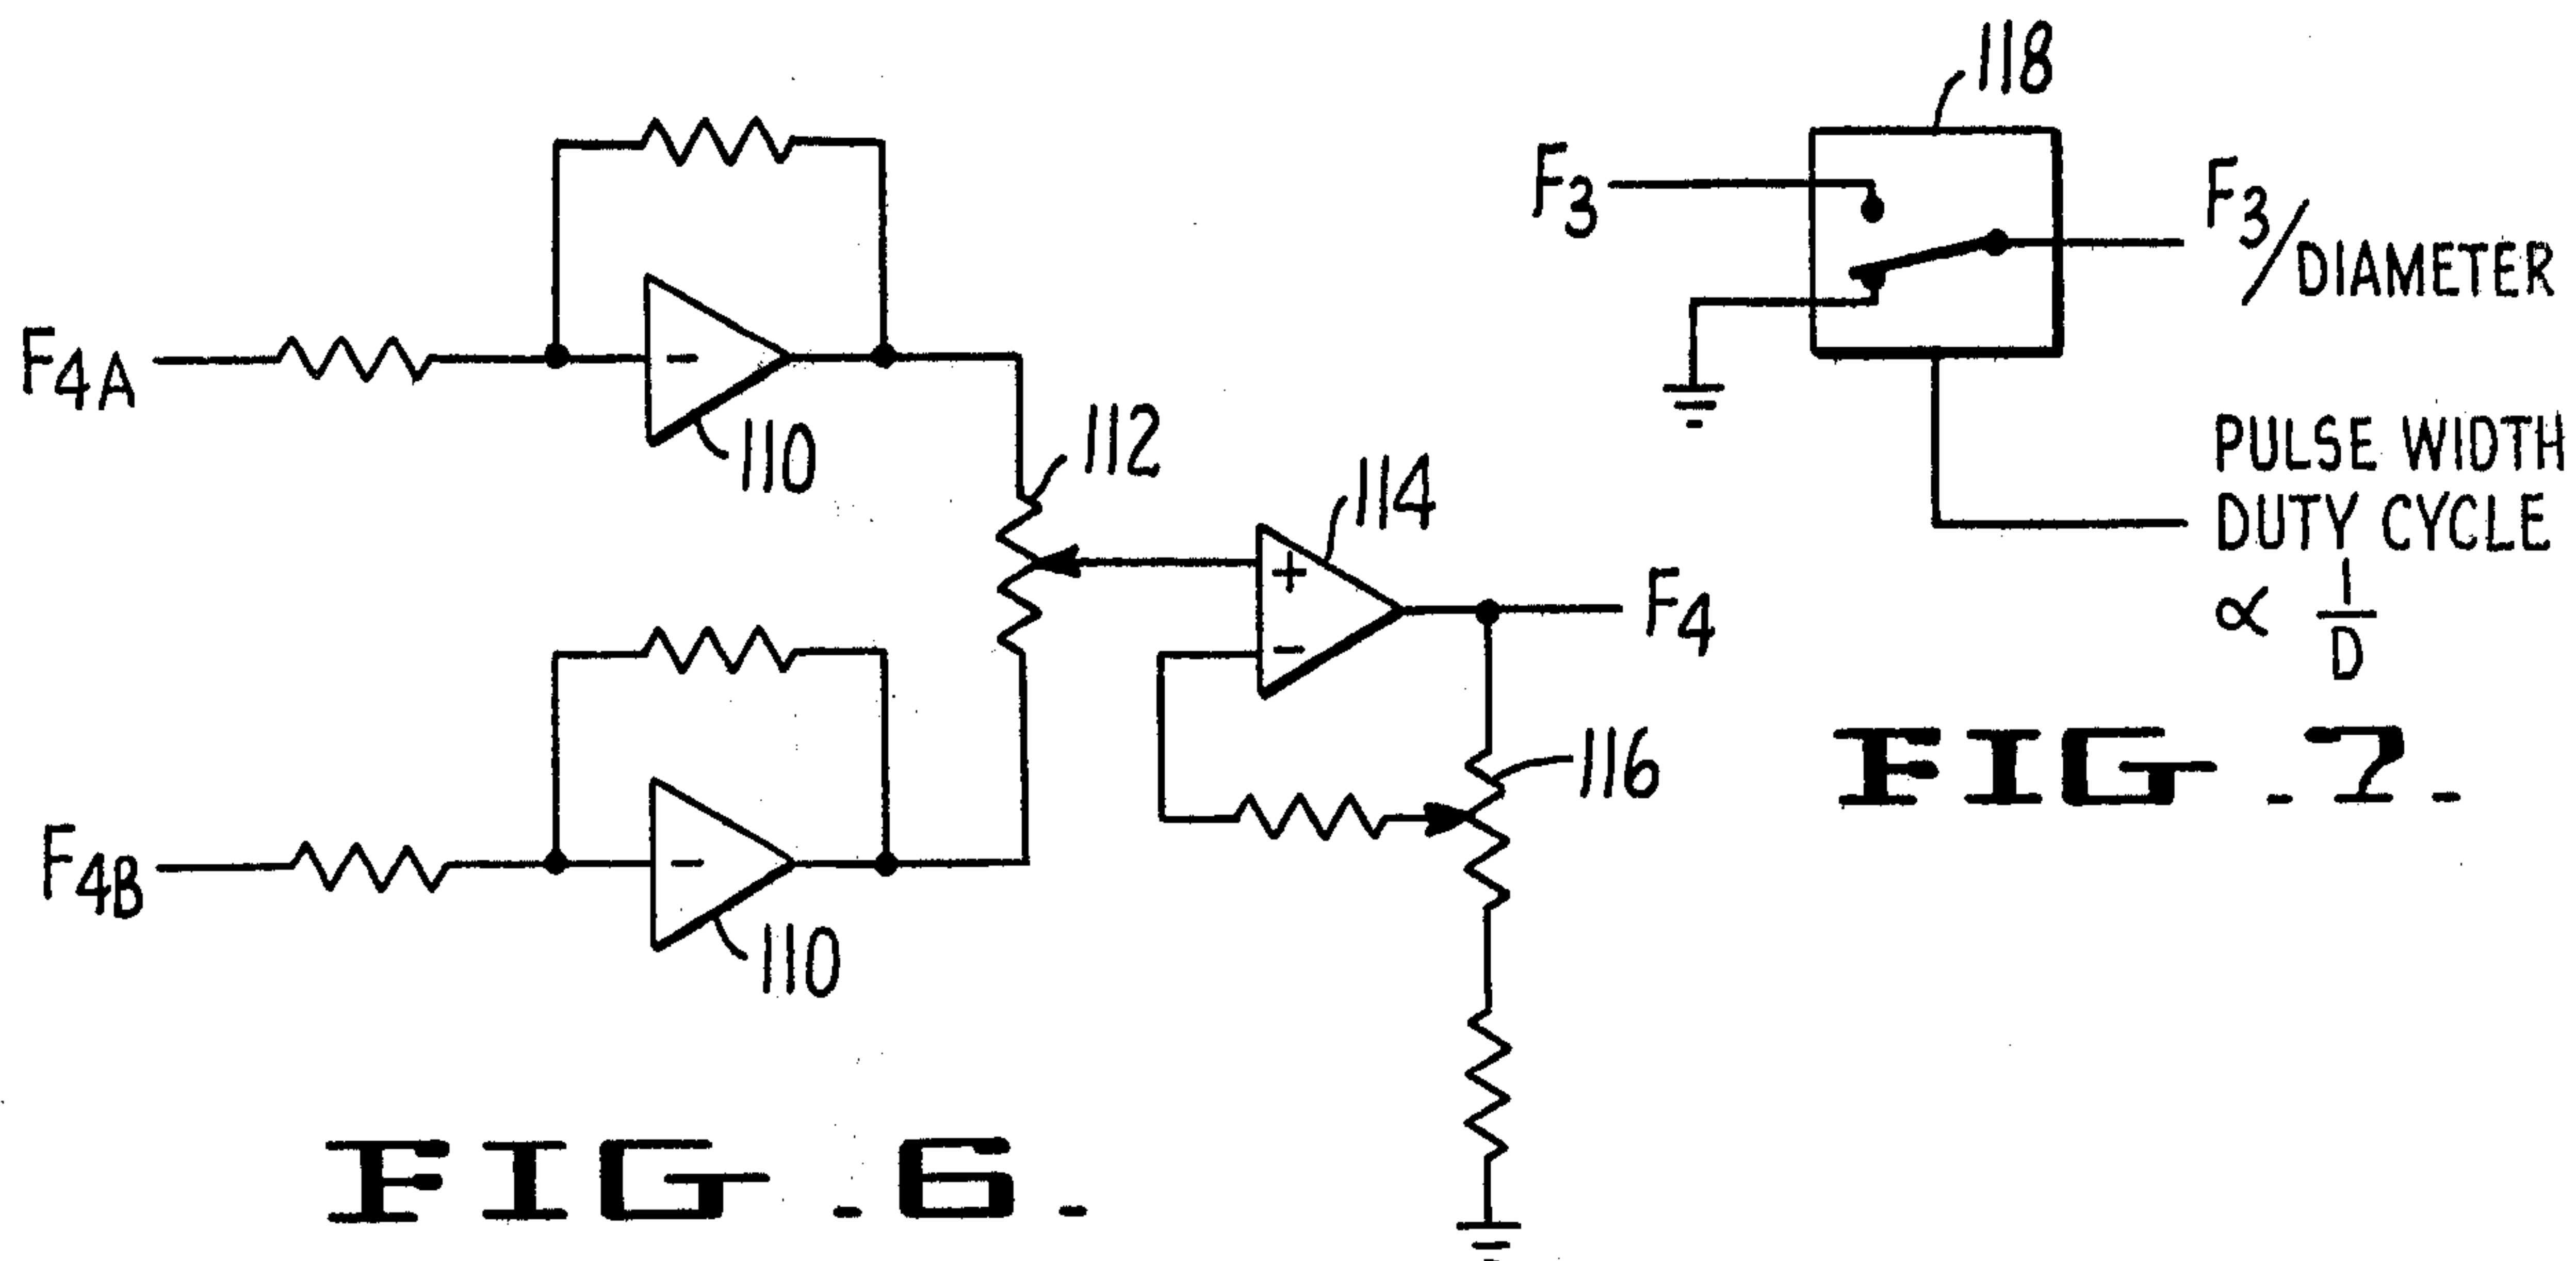 F4A
110
112
114
F4
F4B
110
116
FIG. 6.
118
F3
F3/DIAMETER
PULSE WIDTH
DUTY CYCLE
∝ 1/D
+
-
-
-
FIG. 7.